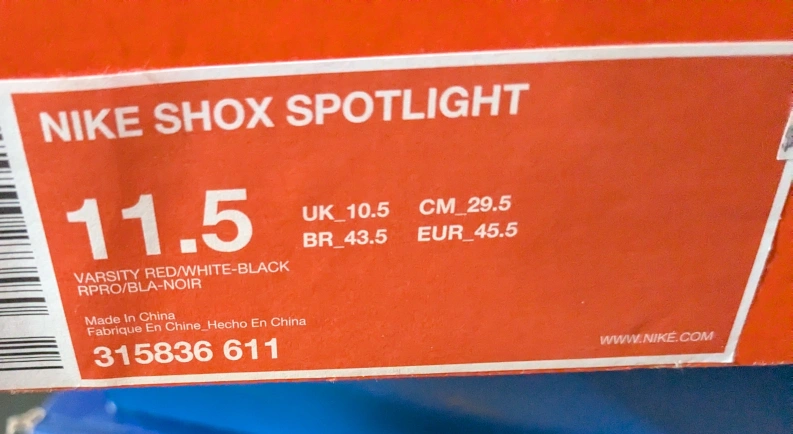 NIKE SHOX SPOTLIGHT
11.5
UK_10.5 CM_29.5
BR_43.5 EUR_45.5
VARSITY RED/WHITE-BLACK
RPRO/BLA-NOIR
Made In China
Fabrique En Chine_Hecho En China
315836 611
WWW.NIKE.COM